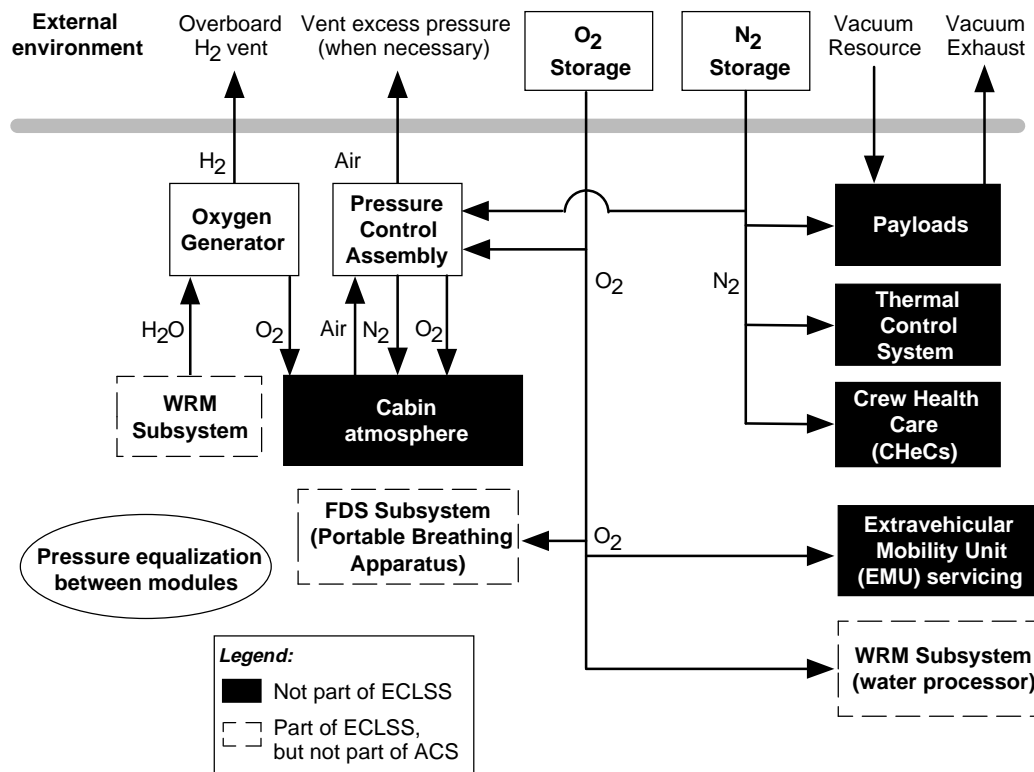 External
environment
Overboard
H2 vent
Vent excess pressure
(when necessary)
O2
Storage
N2
Storage
Vacuum
Resource
Vacuum
Exhaust
H2
Air
Oxygen
Generator
Pressure
Control
Assembly
Payloads
O2
N2
H2O
O2
Air
N2
O2
Thermal
Control
System
WRM
Subsystem
Cabin
atmosphere
Crew Health
Care
(CHeCs)
FDS Subsystem
(Portable Breathing
Apparatus)
O2
Extravehicular
Mobility Unit
(EMU) servicing
Pressure equalization
between modules
WRM Subsystem
(water processor)
Legend:
Not part of ECLSS
Part of ECLSS,
but not part of ACS